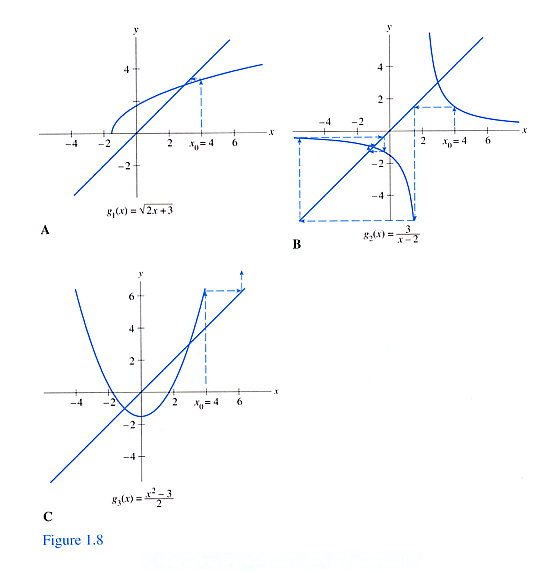 y
4
-4
-2
2
x₀ = 4
6
x
-2
g₁(x) = √2x + 3
A
y
4
2
-4
-2
2
x₀ = 4
6
x
-2
-4
g₂(x) = 3/(x − 2)
B
y
6
4
2
-4
-2
2
x₀ = 4
6
x
-2
-4
g₃(x) = x² − 3/2
C
Figure 1.8